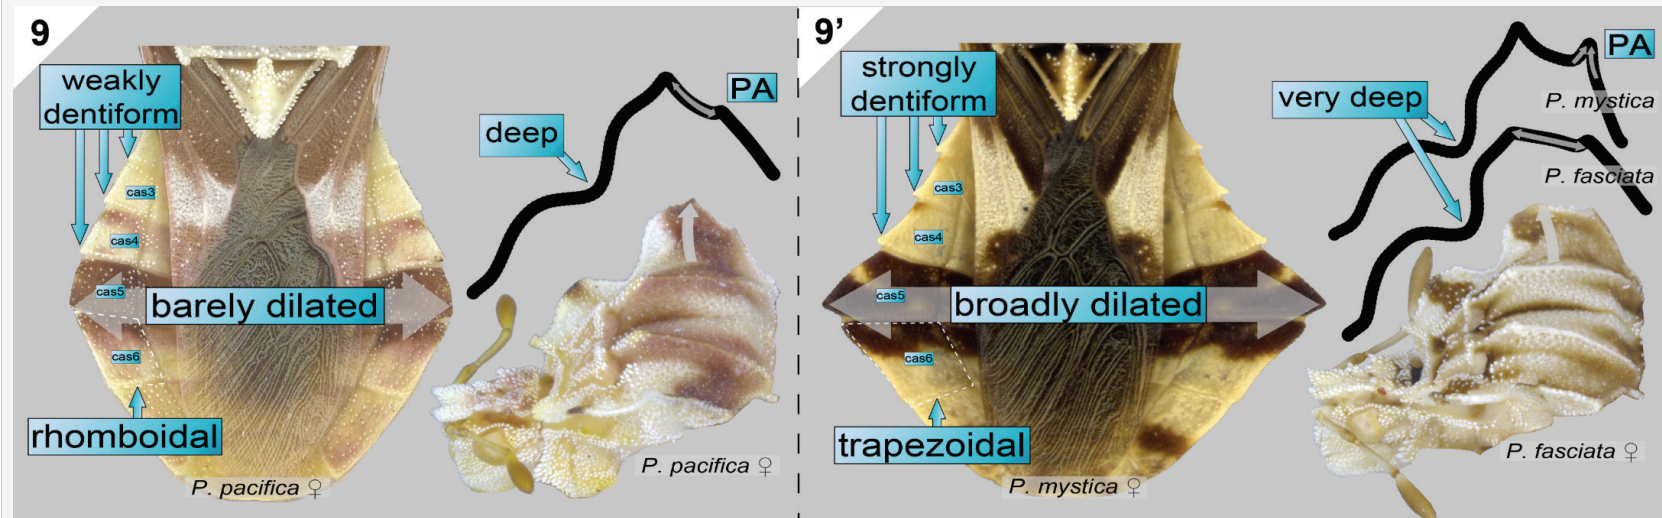 9
weakly
dentiform
cas3
cas4
cas5
cas6
barely dilated
rhomboidal
P. pacifica ♀
deep
PA
P. pacifica ♀
9’
strongly
dentiform
cas3
cas4
cas5
cas6
broadly dilated
trapezoidal
P. mystica ♀
very deep
PA
P. mystica
P. fasciata
P. fasciata ♀